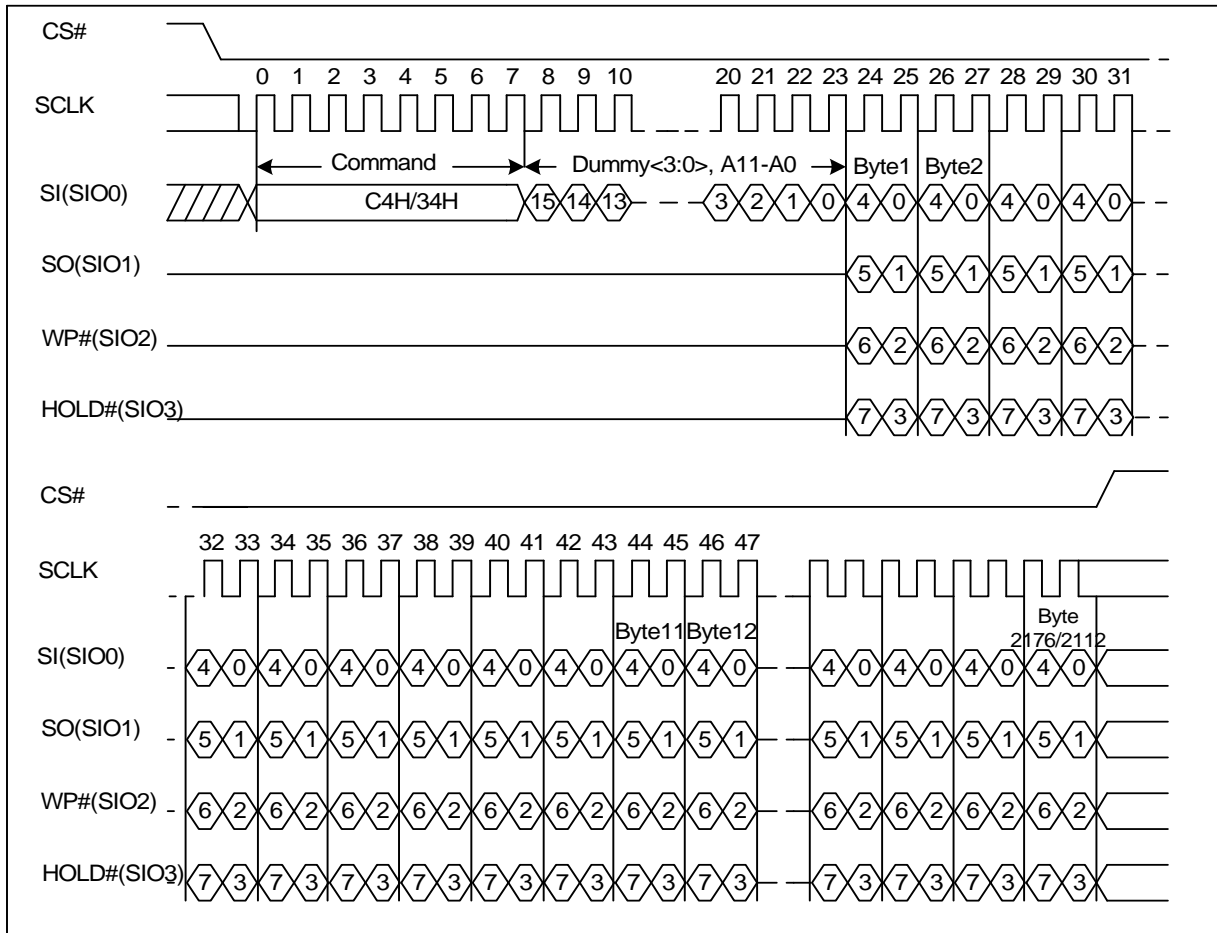 CS#
0 1 2 3 4 5 6 7 8 9 10 20 21 22 23 24 25 26 27 28 29 30 31
SCLK
Command Dummy<3:0>, A11-A0 Byte1 Byte2
SI(SIO0) C4H/34H 15 14 13 3 2 1 0 4 0 4 0 4 0 4 0
SO(SIO1) 5 1 5 1 5 1 5 1
WP#(SIO2) 6 2 6 2 6 2 6 2
HOLD#(SIO3) 7 3 7 3 7 3 7 3
CS#
32 33 34 35 36 37 38 39 40 41 42 43 44 45 46 47
SCLK
Byte11 Byte12 Byte
2176/2112
SI(SIO0) 4 0 4 0 4 0 4 0 4 0 4 0 4 0 4 0 4 0 4 0 4 0 4 0
SO(SIO1) 5 1 5 1 5 1 5 1 5 1 5 1 5 1 5 1 5 1 5 1 5 1 5 1
WP#(SIO2) 6 2 6 2 6 2 6 2 6 2 6 2 6 2 6 2 6 2 6 2 6 2 6 2
HOLD#(SIO3) 7 3 7 3 7 3 7 3 7 3 7 3 7 3 7 3 7 3 7 3 7 3 7 3